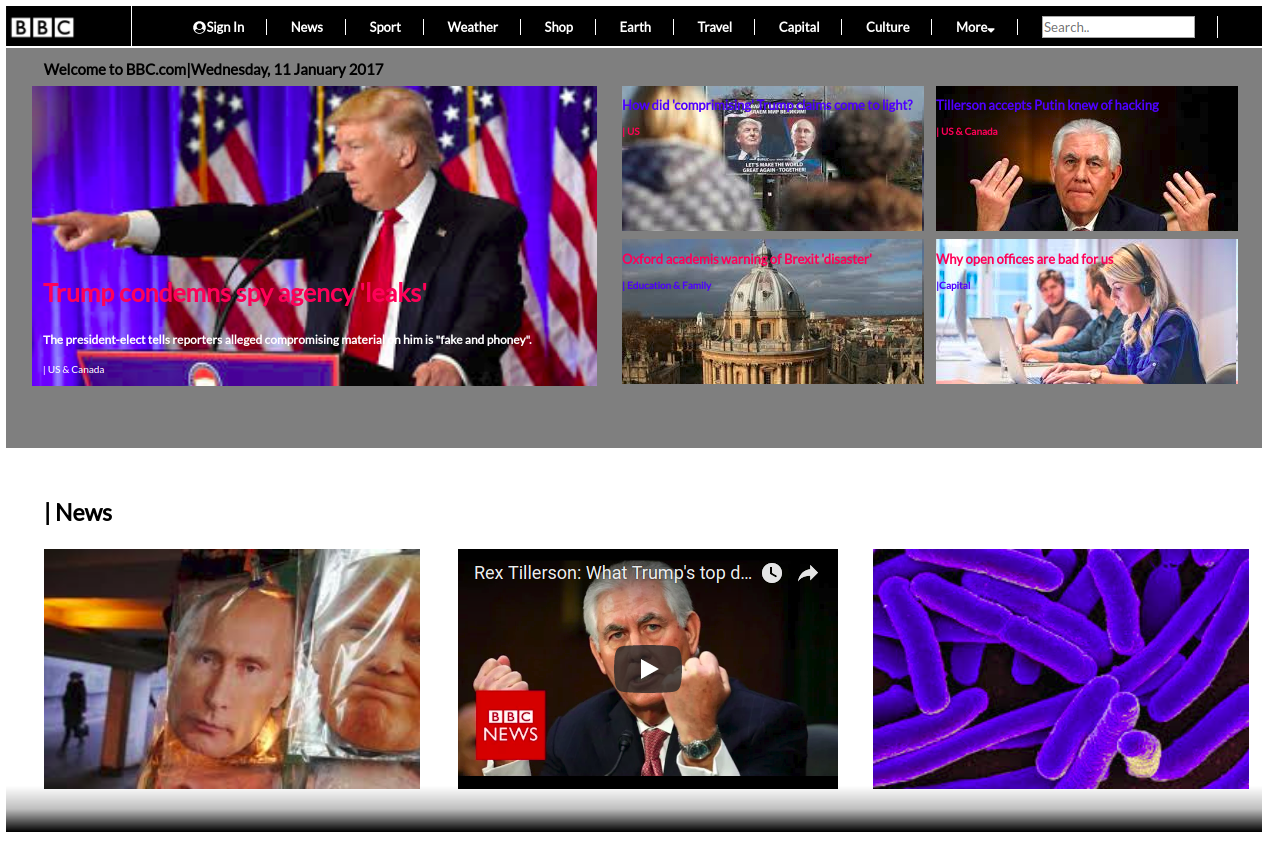 BBC
Sign In
News
Sport
Weather
Shop
Earth
Travel
Capital
Culture
More
Search..
Welcome to BBC.com|Wednesday, 11 January 2017
Trump condemns spy agency 'leaks'
The president-elect tells reporters alleged compromising material on him is "fake and phoney".
| US & Canada
How did 'comprimising' Trump claims come to light?
| US
LET'S MAKE THE WORLD
GREAT AGAIN - TOGETHER!
Tillerson accepts Putin knew of hacking
| US & Canada
Oxford academis warning of Brexit 'disaster'
| Education & Family
Why open offices are bad for us
|Capital
| News
Rex Tillerson: What Trump's top d...
BBC
NEWS